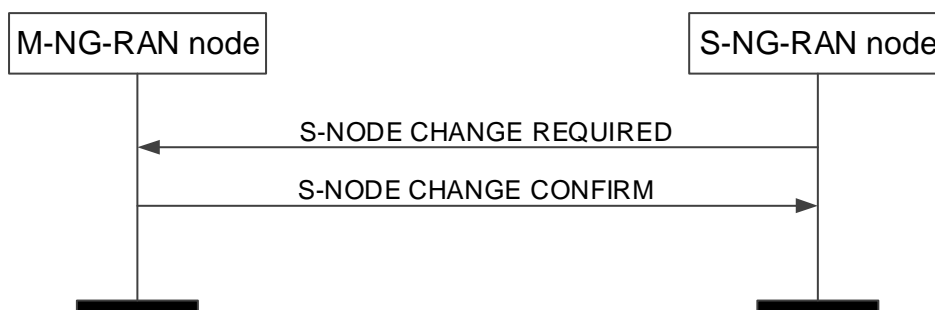 M-NG-RAN node
S-NG-RAN node
S-NODE CHANGE REQUIRED
S-NODE CHANGE CONFIRM